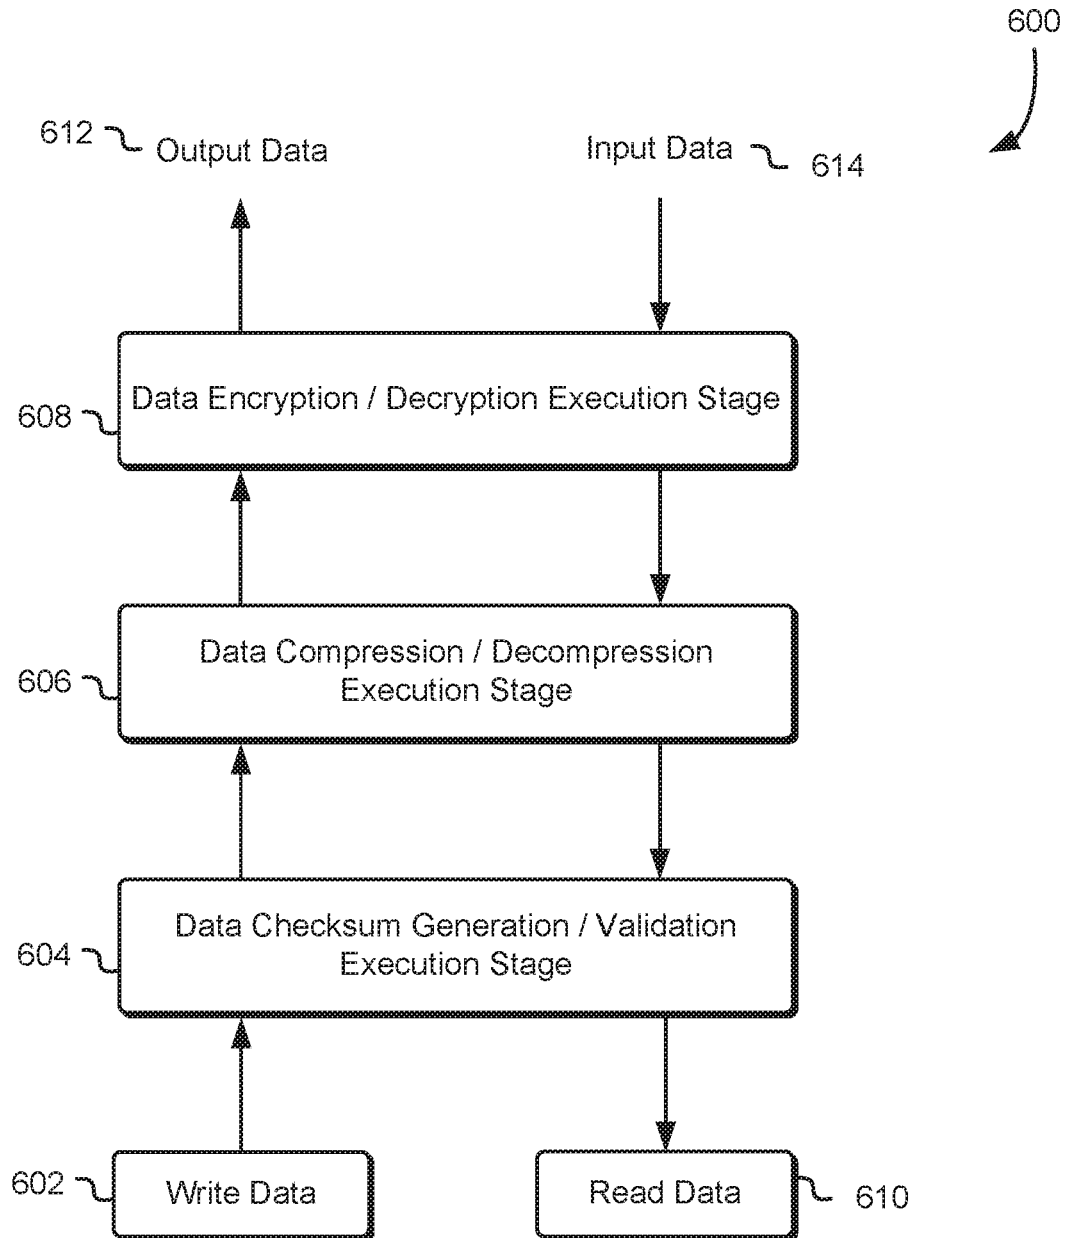 600
612
Output Data
Input Data
614
Data Encryption / Decryption Execution Stage
608
Data Compression / Decompression
Execution Stage
606
Data Checksum Generation / Validation
Execution Stage
604
602
Write Data
Read Data
610